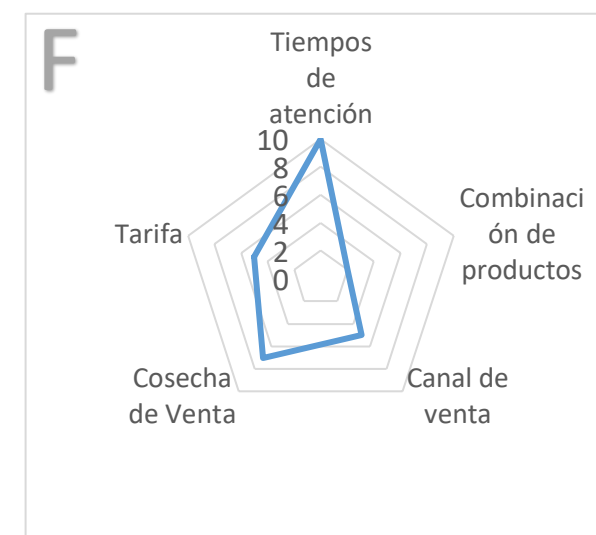 F
Tiempos
de
atención
10
8
6
4
2
0
Combinaci
ón de
productos
Canal de
venta
Cosecha
de Venta
Tarifa